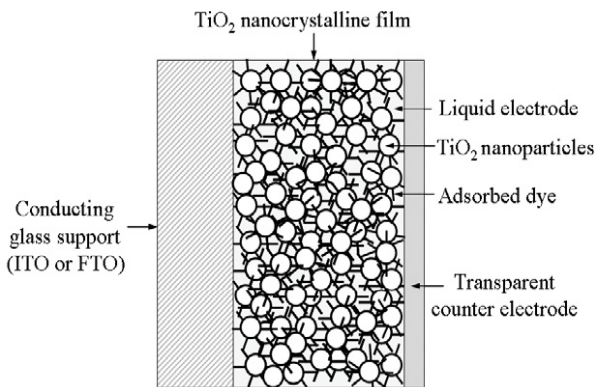 TiO₂ nanocrystalline film
Liquid electrode
TiO₂ nanoparticles
Adsorbed dye
Conducting
glass support
(ITO or FTO)
Transparent
counter electrode